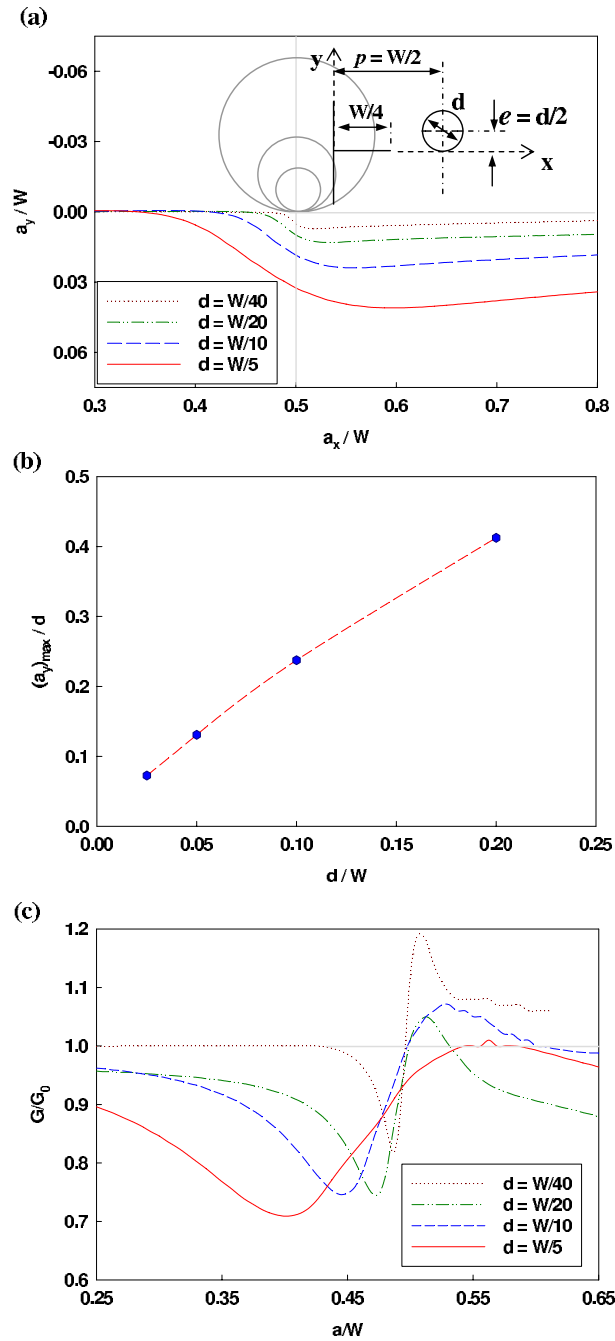 (a)
-0.06
-0.03
0.00
0.03
0.06
a_y / W
y
p = W/2
W/4
d
e = d/2
x
d = W/40
d = W/20
d = W/10
d = W/5
0.3 0.4 0.5 0.6 0.7 0.8
a_x / W
(b)
0.5
0.4
0.3
0.2
0.1
0.0
(a_y)_max / d
0.00 0.05 0.10 0.15 0.20 0.25
d / W
(c)
1.2
1.1
1.0
0.9
0.8
0.7
0.6
G/G_0
d = W/40
d = W/20
d = W/10
d = W/5
0.25 0.35 0.45 0.55 0.65
a/W